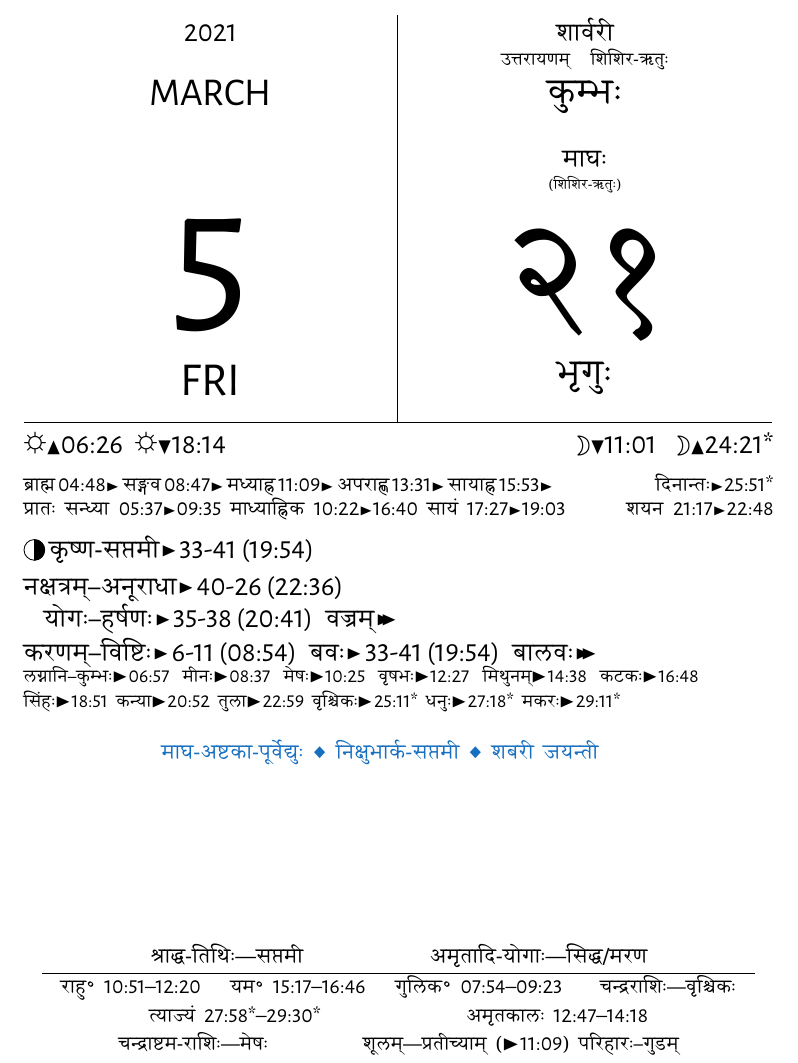 2021
MARCH
5
FRI
शार्वरी
उत्तरायणम् शिशिर-ऋतुः
कुम्भः
माघः
(शिशिर-ऋतुः)
२१
भृगुः
☼▲06:26 ☼▼18:14 ☽▼11:01 ☽▲24:21*
ब्राह्म 04:48► सङ्गव 08:47► मध्याह्न 11:09► अपराह्ण 13:31► सायाह्न 15:53► दिनान्तः►25:51*
प्रातः सन्ध्या 05:37►09:35 माध्याह्निक 10:22►16:40 सायं 17:27►19:03 शयन 21:17►22:48
◑ कृष्ण-सप्तमी►33-41 (19:54)
नक्षत्रम्–अनूराधा►40-26 (22:36)
योगः–हर्षणः►35-38 (20:41) वज्रम्►►
करणम्–विष्टिः►6-11 (08:54) बवः►33-41 (19:54) बालवः►►
लग्नानि–कुम्भः►06:57 मीनः►08:37 मेषः►10:25 वृषभः►12:27 मिथुनम्►14:38 कटकः►16:48
सिंहः►18:51 कन्या►20:52 तुला►22:59 वृश्चिकः►25:11* धनुः►27:18* मकरः►29:11*
माघ-अष्टका-पूर्वेद्युः ◆ निक्षुभार्क-सप्तमी ◆ शबरी जयन्ती
श्राद्ध-तिथिः—सप्तमी अमृतादि-योगाः—सिद्ध/मरण
राहु° 10:51–12:20 यम° 15:17–16:46 गुलिक° 07:54–09:23 चन्द्रराशिः—वृश्चिकः
त्याज्यं 27:58*–29:30* अमृतकालः 12:47–14:18
चन्द्राष्टम-राशिः—मेषः शूलम्—प्रतीच्याम् (►11:09) परिहारः–गुडम्